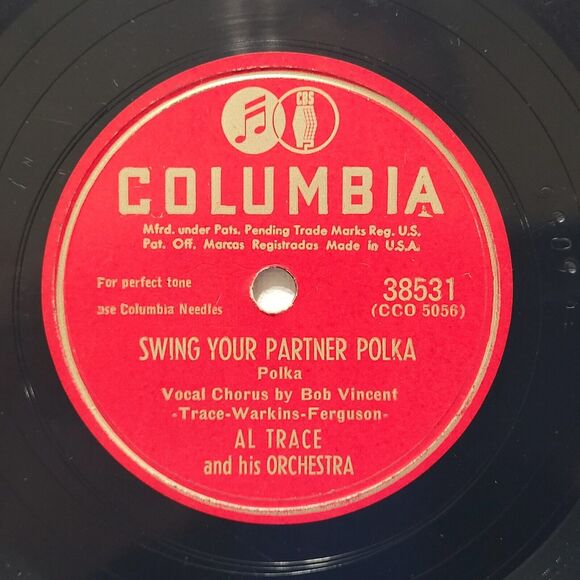 CBS
COLUMBIA
Mfrd. under Pats. Pending Trade Marks Reg. U.S.
Pat. Off. Marcas Registradas Made in U.S.A.
For perfect tone
use Columbia Needles
38531
(CCO 5056)
SWING YOUR PARTNER POLKA
Polka
Vocal Chorus by Bob Vincent
-Trace-Warkins-Ferguson-
AL TRACE
and his ORCHESTRA